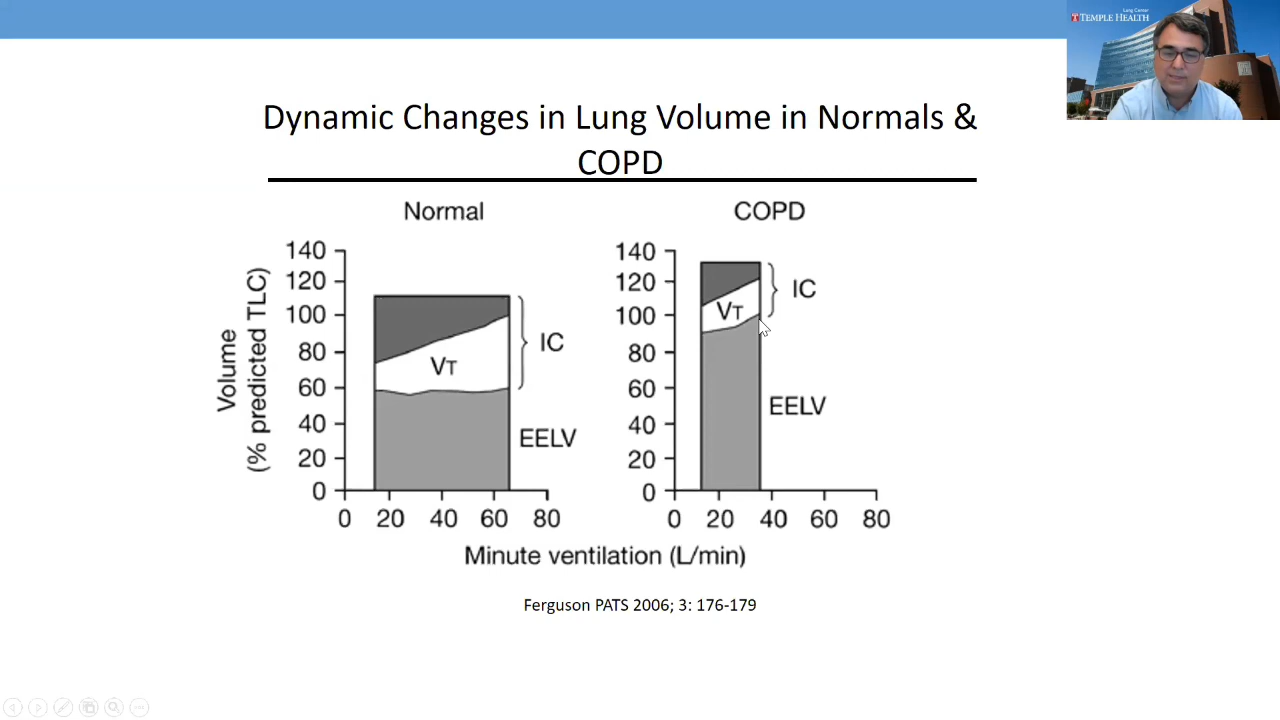 Lung Center
TEMPLE HEALTH
Dynamic Changes in Lung Volume in Normals &
COPD
Normal
COPD
Volume
(% predicted TLC)
140
120
100
80
60
40
20
0
VT
IC
EELV
0 20 40 60 80
140
120
100
80
60
40
20
0
VT
IC
EELV
0 20 40 60 80
Minute ventilation (L/min)
Ferguson PATS 2006; 3: 176-179